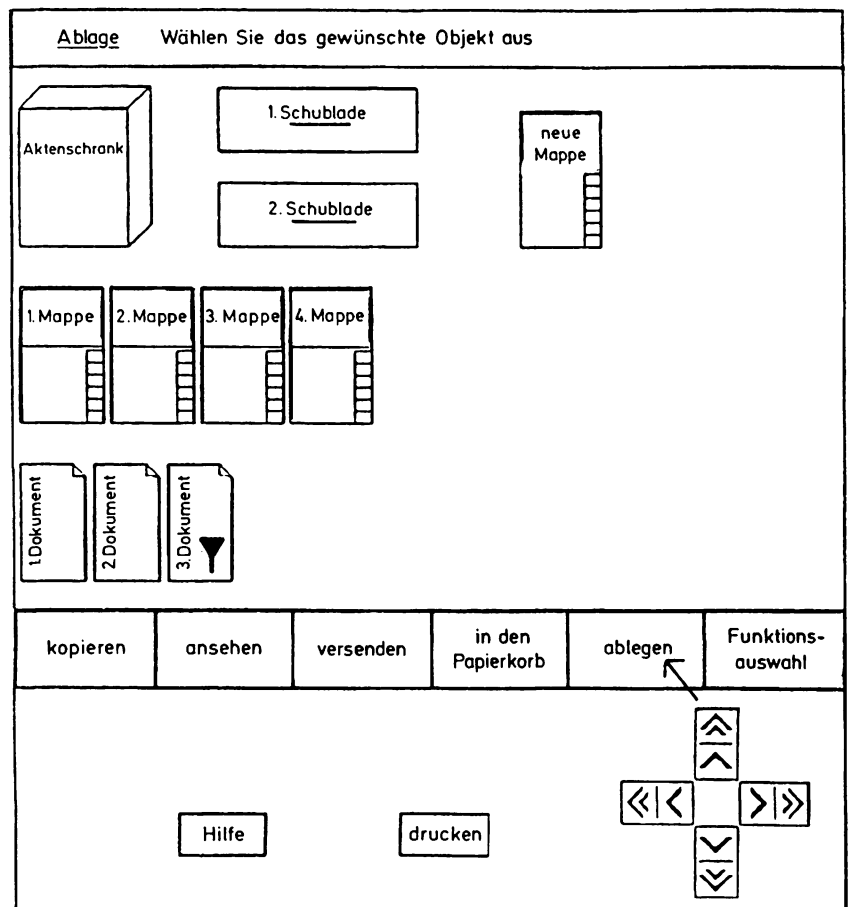 Ablage Wählen Sie das gewünschte Objekt aus
Aktenschrank
1. Schublade
2. Schublade
neue
Mappe
1. Mappe
2. Mappe
3. Mappe
4. Mappe
1.Dokument
2.Dokument
3.Dokument
kopieren
ansehen
versenden
in den
Papierkorb
ablegen
Funktions-
auswahl
Hilfe
drucken